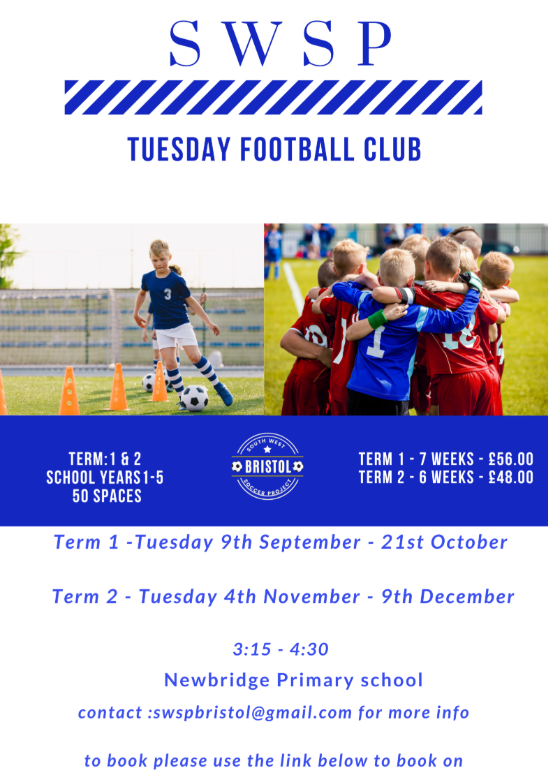 SWSP
TUESDAY FOOTBALL CLUB
3
1
18
TERM:1 & 2
SCHOOL YEARS1-5
50 SPACES
SOUTH WEST
BRISTOL
SOCCER PROJECT
TERM 1 - 7 WEEKS - £56.00
TERM 2 - 6 WEEKS - £48.00
Term 1 -Tuesday 9th September - 21st October
Term 2 - Tuesday 4th November - 9th December
3:15 - 4:30
Newbridge Primary school
contact :swspbristol@gmail.com for more info
to book please use the link below to book on